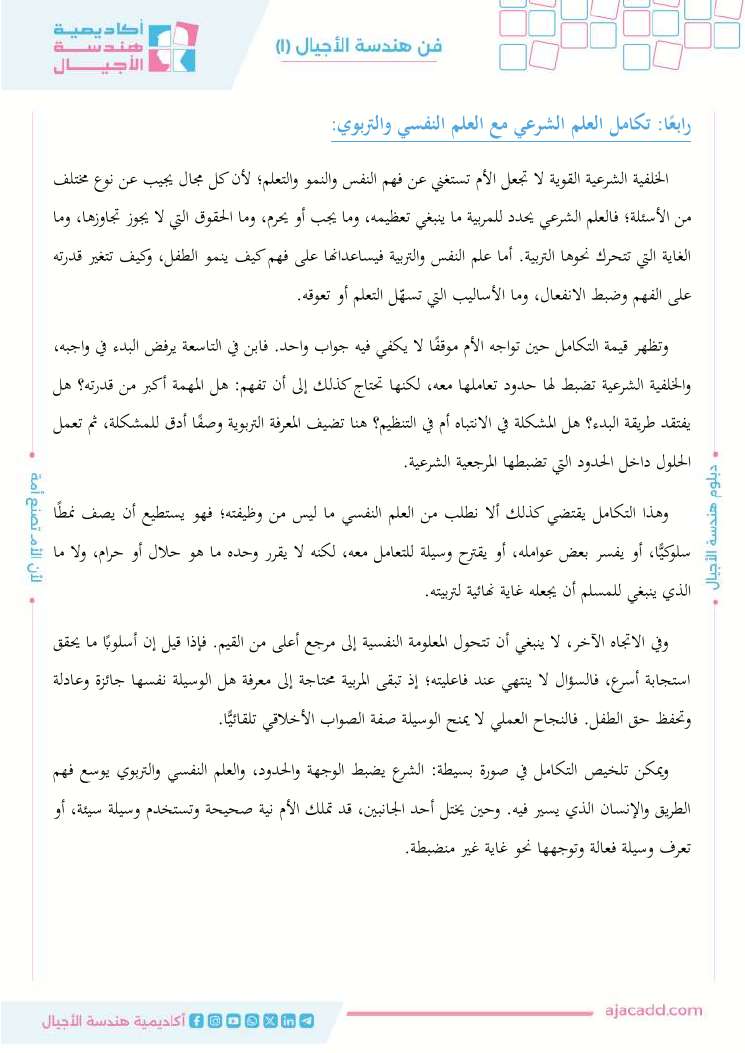 أكاديمية
هندسة
الأجيال
فن هندسة الأجيال (١)
رابعًا: تكامل العلم الشرعي مع العلم النفسي والتربوي:
الخلفية الشرعية القوية لا تجعل الأم تستغني عن فهم النفس والنمو والتعلم؛ لأن كل مجال يجيب عن نوع مختلف
من الأسئلة؛ فالعلم الشرعي يحدد للمربية ما ينبغي تعظيمه، وما يجب أو يحرم، وما الحقوق التي لا يجوز تجاوزها، وما
الغاية التي تتحرك نحوها التربية. أما علم النفس والتربية فيساعدانها على فهم كيف ينمو الطفل، وكيف تتغير قدرته
على الفهم وضبط الانفعال، وما الأساليب التي تسهّل التعلم أو تعوقه.
وتظهر قيمة التكامل حين تواجه الأم موقفًا لا يكفي فيه جواب واحد. فابن في التاسعة يرفض البدء في واجبه،
والخلفية الشرعية تضبط لها حدود تعاملها معه، لكنها تحتاج كذلك إلى أن تفهم: هل المهمة أكبر من قدرته؟ هل
يفتقد طريقة البدء؟ هل المشكلة في الانتباه أم في التنظيم؟ هنا تضيف المعرفة التربوية وصفًا أدق للمشكلة، ثم تعمل
الحلول داخل الحدود التي تضبطها المرجعية الشرعية.
وهذا التكامل يقتضي كذلك ألا نطلب من العلم النفسي ما ليس من وظيفته؛ فهو يستطيع أن يصف نمطًا
سلوكيًّا، أو يفسر بعض عوامله، أو يقترح وسيلة للتعامل معه، لكنه لا يقرر وحده ما هو حلال أو حرام، ولا ما
الذي ينبغي للمسلم أن يجعله غاية نهائية لتربيته.
وفي الاتجاه الآخر، لا ينبغي أن تتحول المعلومة النفسية إلى مرجع أعلى من القيم. فإذا قيل إن أسلوبًا ما يحقق
استجابة أسرع، فالسؤال لا ينتهي عند فاعليته؛ إذ تبقى المربية محتاجة إلى معرفة هل الوسيلة نفسها جائزة وعادلة
وتحفظ حق الطفل. فالنجاح العملي لا يمنح الوسيلة صفة الصواب الأخلاقي تلقائيًّا.
ويمكن تلخيص التكامل في صورة بسيطة: الشرع يضبط الوجهة والحدود، والعلم النفسي والتربوي يوسع فهم
الطريق والإنسان الذي يسير فيه. وحين يختل أحد الجانبين، قد تملك الأم نية صحيحة وتستخدم وسيلة سيئة، أو
تعرف وسيلة فعالة وتوجهها نحو غاية غير منضبطة.
دبلوم هندسة الأجيال
لأن الأم تصنع أمة
أكاديمية هندسة الأجيال
ajacadd.com